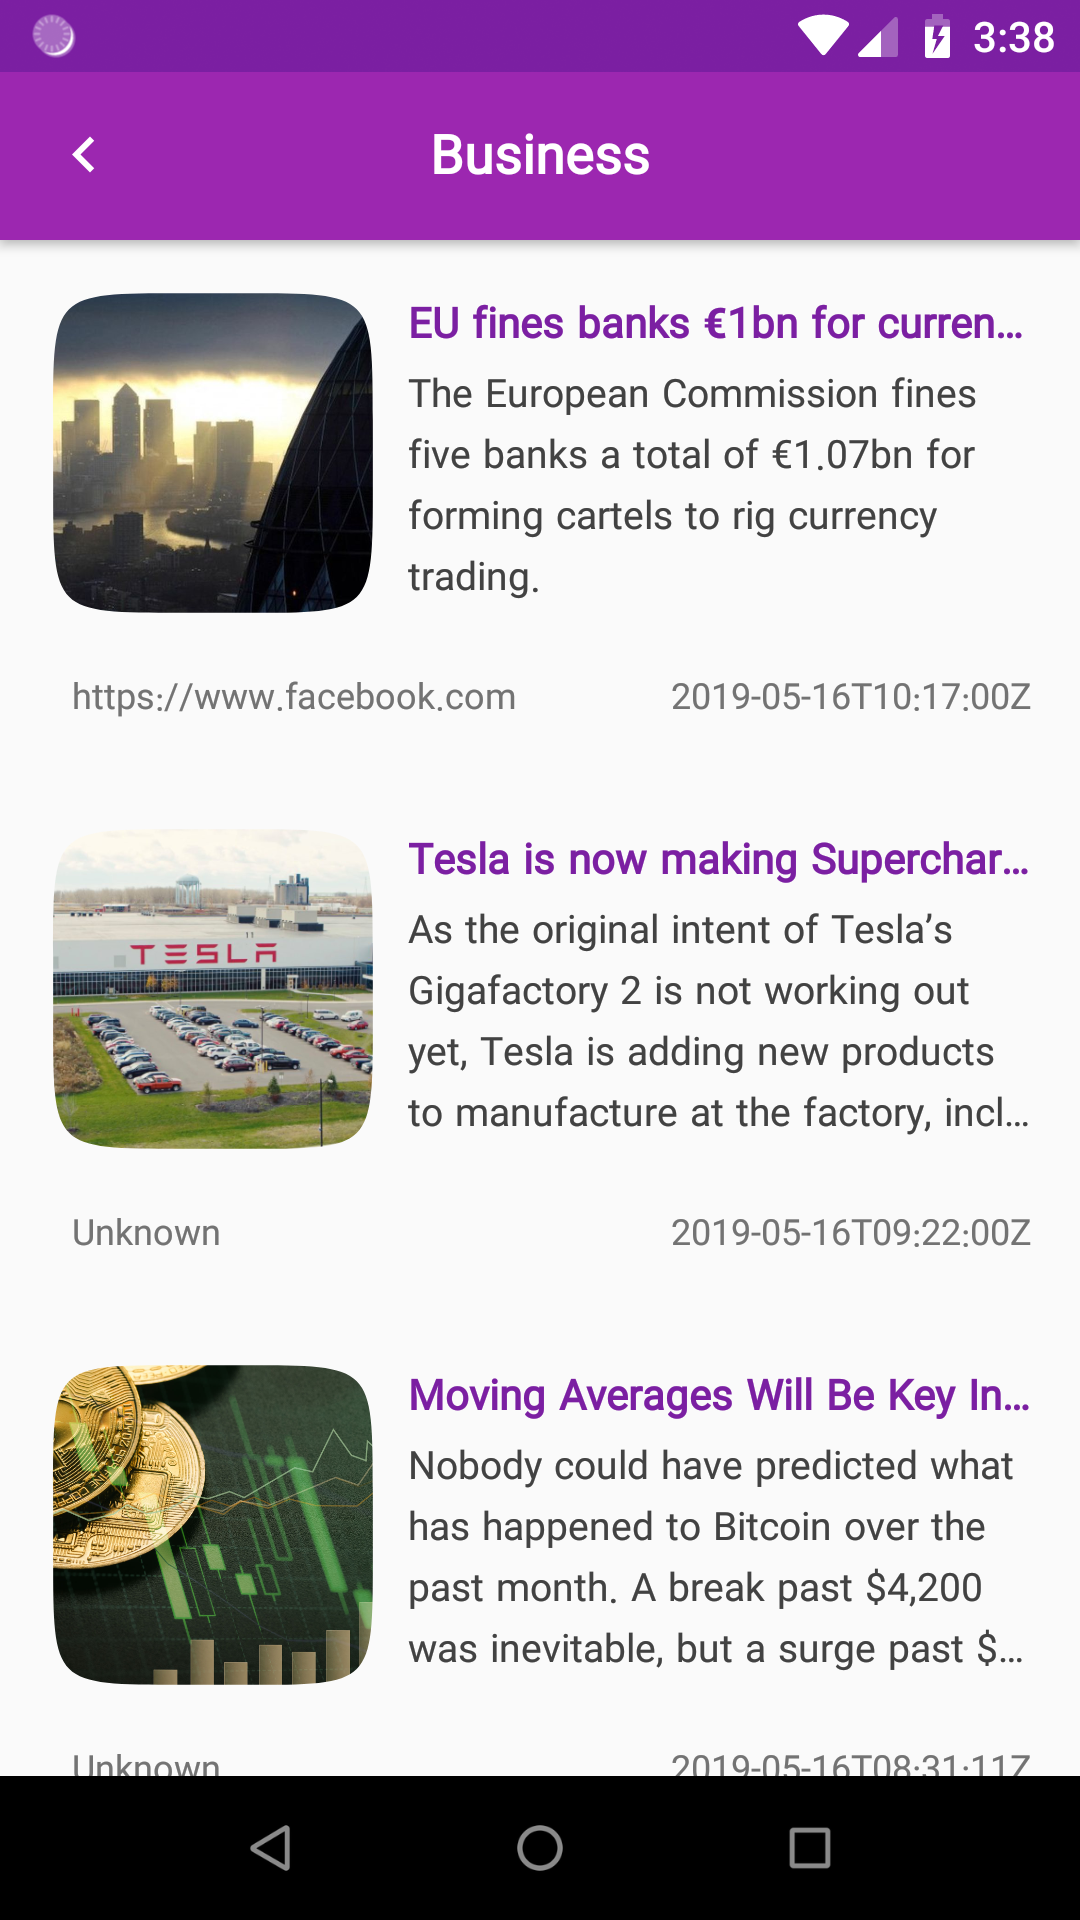 3:38
Business
EU fines banks €1bn for curren...
The European Commission fines
five banks a total of €1.07bn for
forming cartels to rig currency
trading.
https://www.facebook.com
2019-05-16T10:17:00Z
TESLA
Tesla is now making Superchar...
As the original intent of Tesla’s
Gigafactory 2 is not working out
yet, Tesla is adding new products
to manufacture at the factory, incl...
Unknown
2019-05-16T09:22:00Z
Moving Averages Will Be Key In...
Nobody could have predicted what
has happened to Bitcoin over the
past month. A break past $4,200
was inevitable, but a surge past $...
Unknown
2019-05-16T08:31:11Z